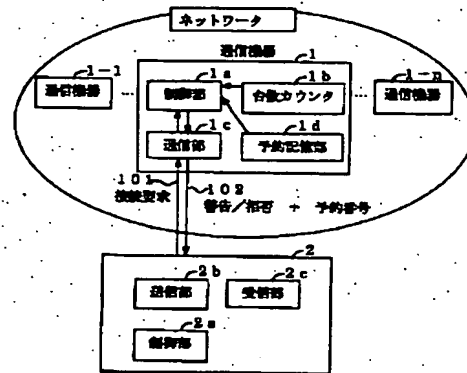 ネットワータ
通信機器
1
1-1
通信機器
1a
制御部
1b
台数カウンタ
1-n
通信機器
1c
送信部
1d
予約記憶部
101
接続要求
102
警告/拒否 + 予約番号
2
2b
送信部
2c
受信部
2a
制御部